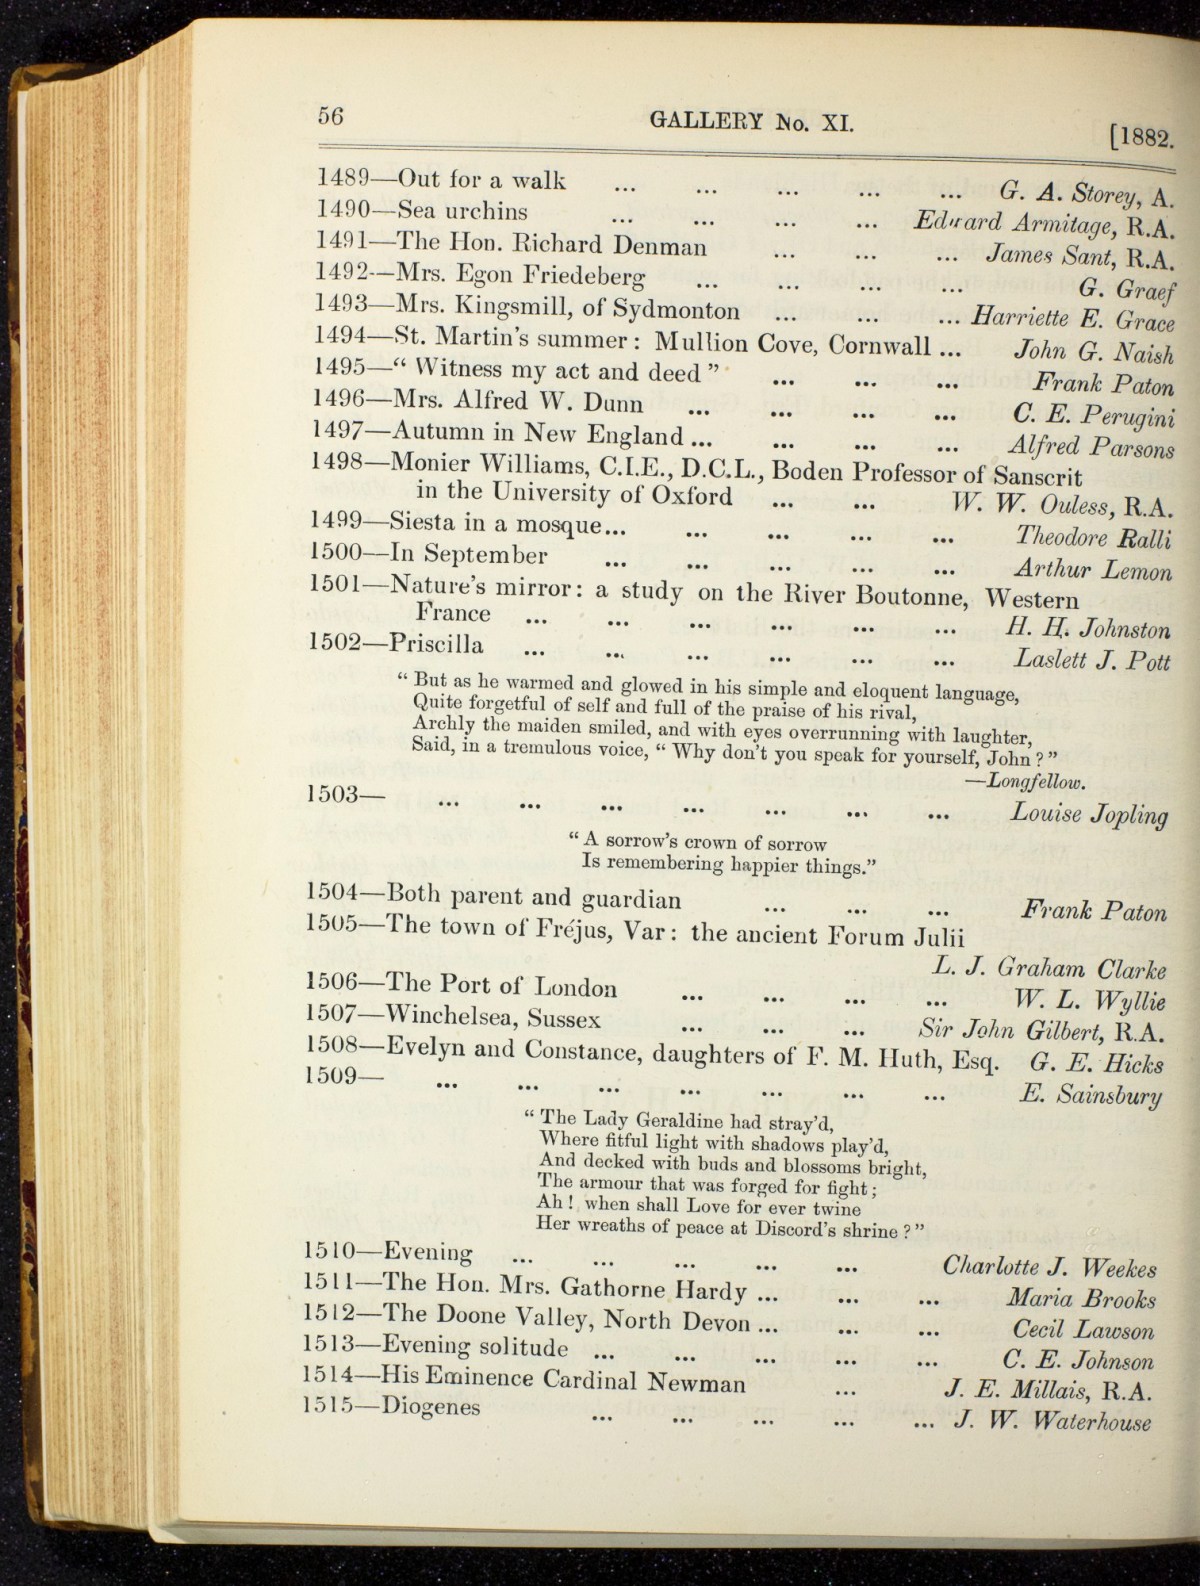 56 GALLERY No. XI. [1882.
1489—Out for a walk ... ... ... ... ... G. A. Storey, A.
1490—Sea urchins ... ... ... ... Edward Armitage, R.A.
1491—The Hon. Richard Denman ... ... ... James Sant, R.A.
1492—Mrs. Egon Friedeberg ... ... ... ... G. Graef
1493—Mrs. Kingsmill, of Sydmonton ... ... ... Harriette E. Grace
1494—St. Martin's summer: Mullion Cove, Cornwall ... John G. Naish
1495—“ Witness my act and deed ” ... ... ... Frank Paton
1496—Mrs. Alfred W. Dunn ... ... ... ... C. E. Perugini
1497—Autumn in New England ... ... ... ... Alfred Parsons
1498—Monier Williams, C.I.E., D.C.L., Boden Professor of Sanscrit
in the University of Oxford ... ... W. W. Ouless, R.A.
1499—Siesta in a mosque... ... ... ... ... Theodore Ralli
1500—In September ... ... ... ... ... Arthur Lemon
1501—Nature's mirror: a study on the River Boutonne, Western
France ... ... ... ... ... ... H. H. Johnston
1502—Priscilla ... ... ... ... ... ... Laslett J. Pott
“ But as he warmed and glowed in his simple and eloquent language,
Quite forgetful of self and full of the praise of his rival,
Archly the maiden smiled, and with eyes overrunning with laughter,
Said, in a tremulous voice, “ Why don't you speak for yourself, John ? ”
—Longfellow.
1503— ... ... ... ... ... ... ... Louise Jopling
“ A sorrow's crown of sorrow
Is remembering happier things.”
1504—Both parent and guardian ... ... ... Frank Paton
1505—The town of Fréjus, Var: the ancient Forum Julii
L. J. Graham Clarke
1506—The Port of London ... ... ... ... W. L. Wyllie
1507—Winchelsea, Sussex ... ... ... Sir John Gilbert, R.A.
1508—Evelyn and Constance, daughters of F. M. Huth, Esq. G. E. Hicks
1509— ... ... ... ... ... ... ... E. Sainsbury
“ The Lady Geraldine had stray'd,
Where fitful light with shadows play'd,
And decked with buds and blossoms bright,
The armour that was forged for fight;
Ah! when shall Love for ever twine
Her wreaths of peace at Discord's shrine ? ”
1510—Evening ... ... ... ... ... Charlotte J. Weekes
1511—The Hon. Mrs. Gathorne Hardy ... ... ... Maria Brooks
1512—The Doone Valley, North Devon ... ... ... Cecil Lawson
1513—Evening solitude ... ... ... ... ... C. E. Johnson
1514—His Eminence Cardinal Newman ... J. E. Millais, R.A.
1515—Diogenes ... ... ... ... ... J. W. Waterhouse